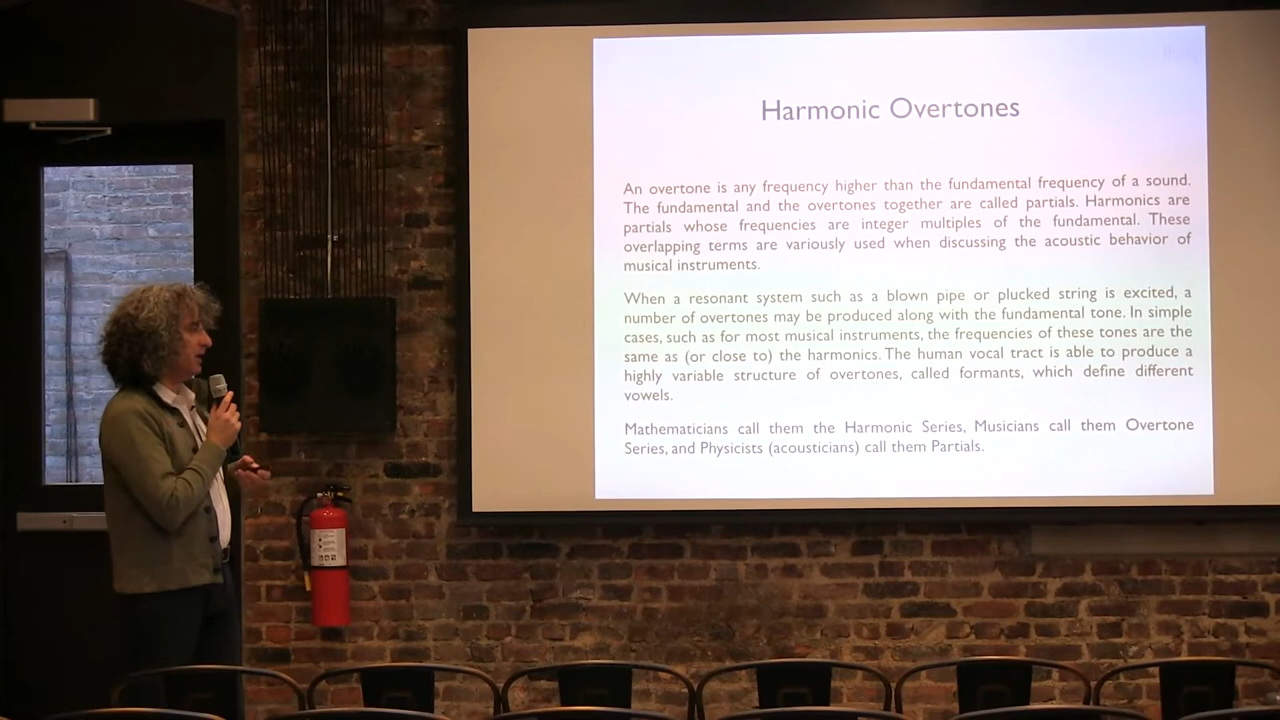 Harmonic Overtones
An overtone is any frequency higher than the fundamental frequency of a sound.
The fundamental and the overtones together are called partials. Harmonics are
partials whose frequencies are integer multiples of the fundamental. These
overlapping terms are variously used when discussing the acoustic behavior of
musical instruments.
When a resonant system such as a blown pipe or plucked string is excited, a
number of overtones may be produced along with the fundamental tone. In simple
cases, such as for most musical instruments, the frequencies of these tones are the
same as (or close to) the harmonics. The human vocal tract is able to produce a
highly variable structure of overtones, called formants, which define different
vowels.
Mathematicians call them the Harmonic Series, Musicians call them Overtone
Series, and Physicists (acousticians) call them Partials.